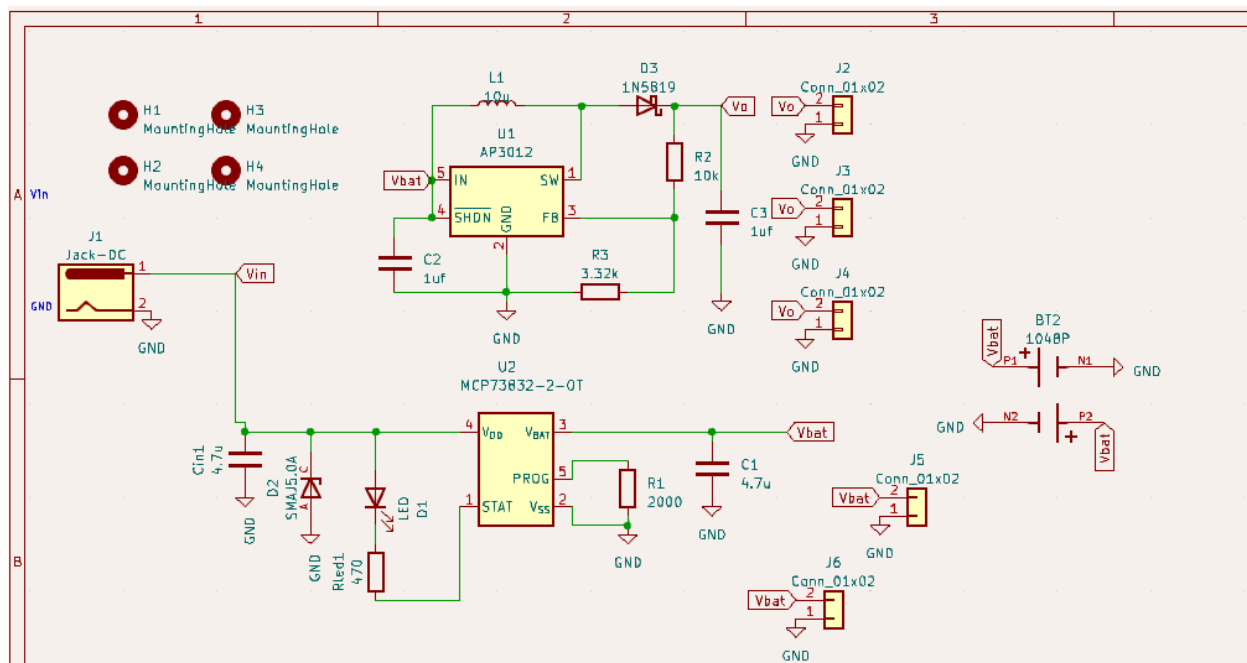 1
2
3
A
B
H1
MountingHole
H3
MountingHole
H2
MountingHole
H4
MountingHole
Vin
GND
J1
Jack-DC
1
2
GND
Vin
L1
10u
D3
1N5819
Vo
U1
AP3012
Vbat
5
IN
SW
1
4
SHDN
FB
3
GND
2
R2
10k
C2
1uf
R3
3.32k
C3
1uf
GND
GND
J2
Conn_01x02
Vo
2
1
GND
J3
Conn_01x02
Vo
2
1
GND
J4
Conn_01x02
Vo
2
1
GND
BT2
1048P
Vbat
+
P1
N1
GND
GND
N2
P2
+
Vbat
U2
MCP73832-2-OT
4
VDD
VBAT
3
Vbat
PROG
5
1
STAT
VSS
2
Cin1
4.7u
GND
D2
SMAJ5.0A
C
A
GND
LED
D1
Rled1
470
R1
2000
GND
C1
4.7u
GND
J5
Conn_01x02
Vbat
2
1
GND
J6
Conn_01x02
Vbat
2
1
GND